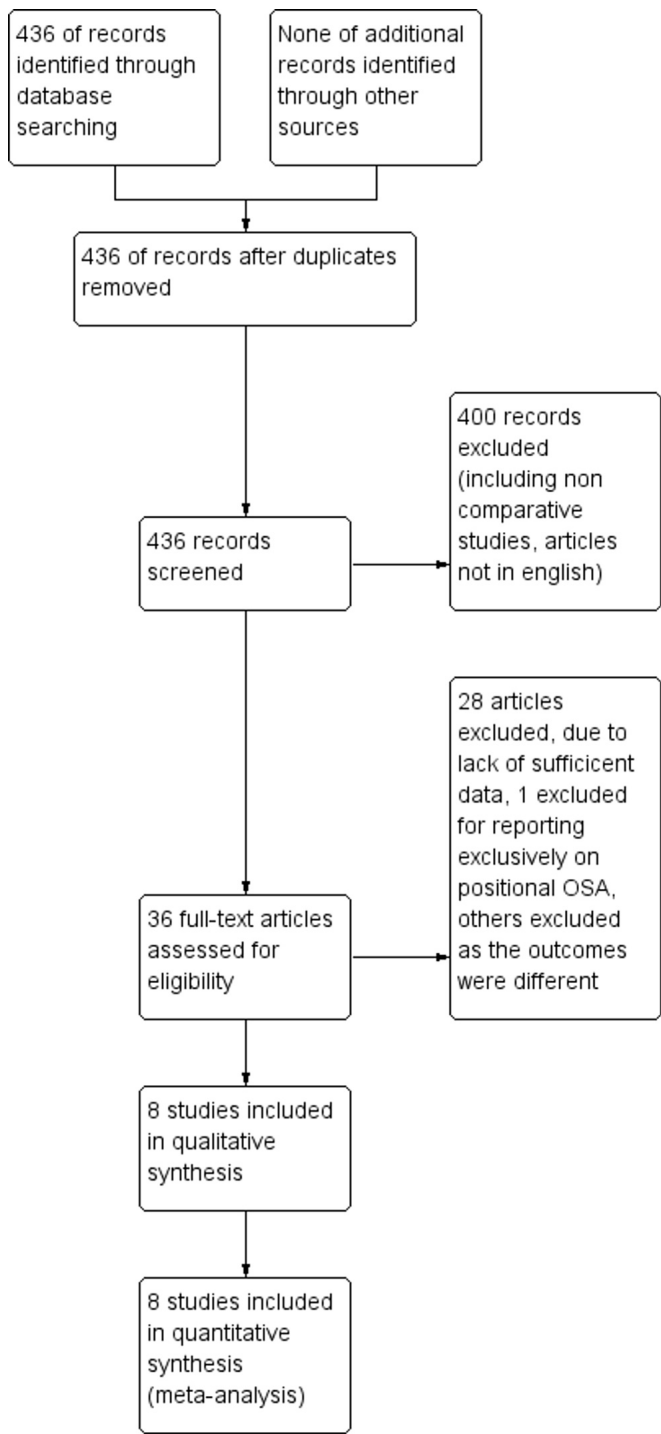 436 of records
identified through
database
searching
None of additional
records identified
through other
sources
436 of records after duplicates
removed
400 records
excluded
(including non
comparative
studies, articles
not in english)
436 records
screened
28 articles
excluded, due to
lack of sufficicent
data, 1 excluded
for reporting
exclusively on
positional OSA,
others excluded
as the outcomes
were different
36 full-text articles
assessed for
eligibility
8 studies included
in qualitative
synthesis
8 studies included
in quantitative
synthesis
(meta-analysis)